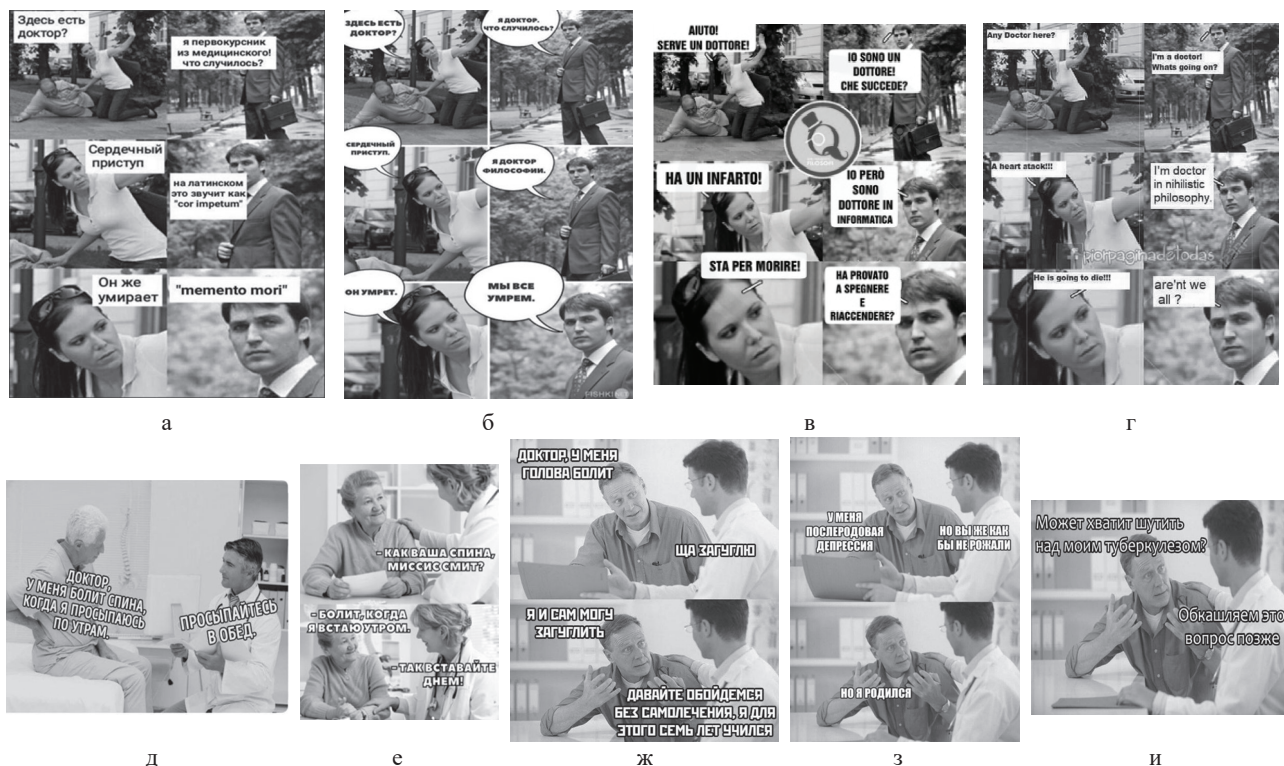 Здесь есть
доктор?
я первокурсник
из медицинского!
что случилось?
Сердечный
приступ
на латинском
это звучит как
"cor impetum"
Он же
умирает
"memento mori"
а
ЗДЕСЬ ЕСТЬ
ДОКТОР?
Я ДОКТОР.
ЧТО СЛУЧИЛОСЬ?
СЕРДЕЧНЫЙ
ПРИСТУП.
Я ДОКТОР
ФИЛОСОФИИ.
ОН УМРЕТ.
МЫ ВСЕ
УМРЕМ.
б
AIUTO!
SERVE UN DOTTORE!
IO SONO UN
DOTTORE!
CHE SUCCEDE?
HA UN INFARTO!
IO PERÒ
SONO
DOTTORE IN
INFORMATICA
STA PER MORIRE!
HA PROVATO
A SPEGNERE
E
RIACCENDERE?
в
Any Doctor here?
I'm a doctor!
Whats going on?
A heart atack!!!
I'm doctor
in nihilistic
philosophy.
piorpaginadetodas
He is going to die!!!
are'nt we
all ?
г
ДОКТОР,
У МЕНЯ БОЛИТ СПИНА,
КОГДА Я ПРОСЫПАЮСЬ
ПО УТРАМ.
ПРОСЫПАЙТЕСЬ
В ОБЕД.
д
- КАК ВАША СПИНА,
МИССИС СМИТ?
- БОЛИТ, КОГДА
Я ВСТАЮ УТРОМ.
- ТАК ВСТАВАЙТЕ
ДНЕМ!
е
ДОКТОР, У МЕНЯ
ГОЛОВА БОЛИТ
ЩА ЗАГУГЛЮ
Я И САМ МОГУ
ЗАГУГЛИТЬ
ДАВАЙТЕ ОБОЙДЕМСЯ
БЕЗ САМОЛЕЧЕНИЯ, Я ДЛЯ
ЭТОГО СЕМЬ ЛЕТ УЧИЛСЯ
ж
У МЕНЯ
ПОСЛЕРОДОВАЯ
ДЕПРЕССИЯ
НО ВЫ ЖЕ КАК
БЫ НЕ РОЖАЛИ
НО Я РОДИЛСЯ
з
Может хватит шутить
над моим туберкулезом?
Обкашляем это
вопрос позже
и